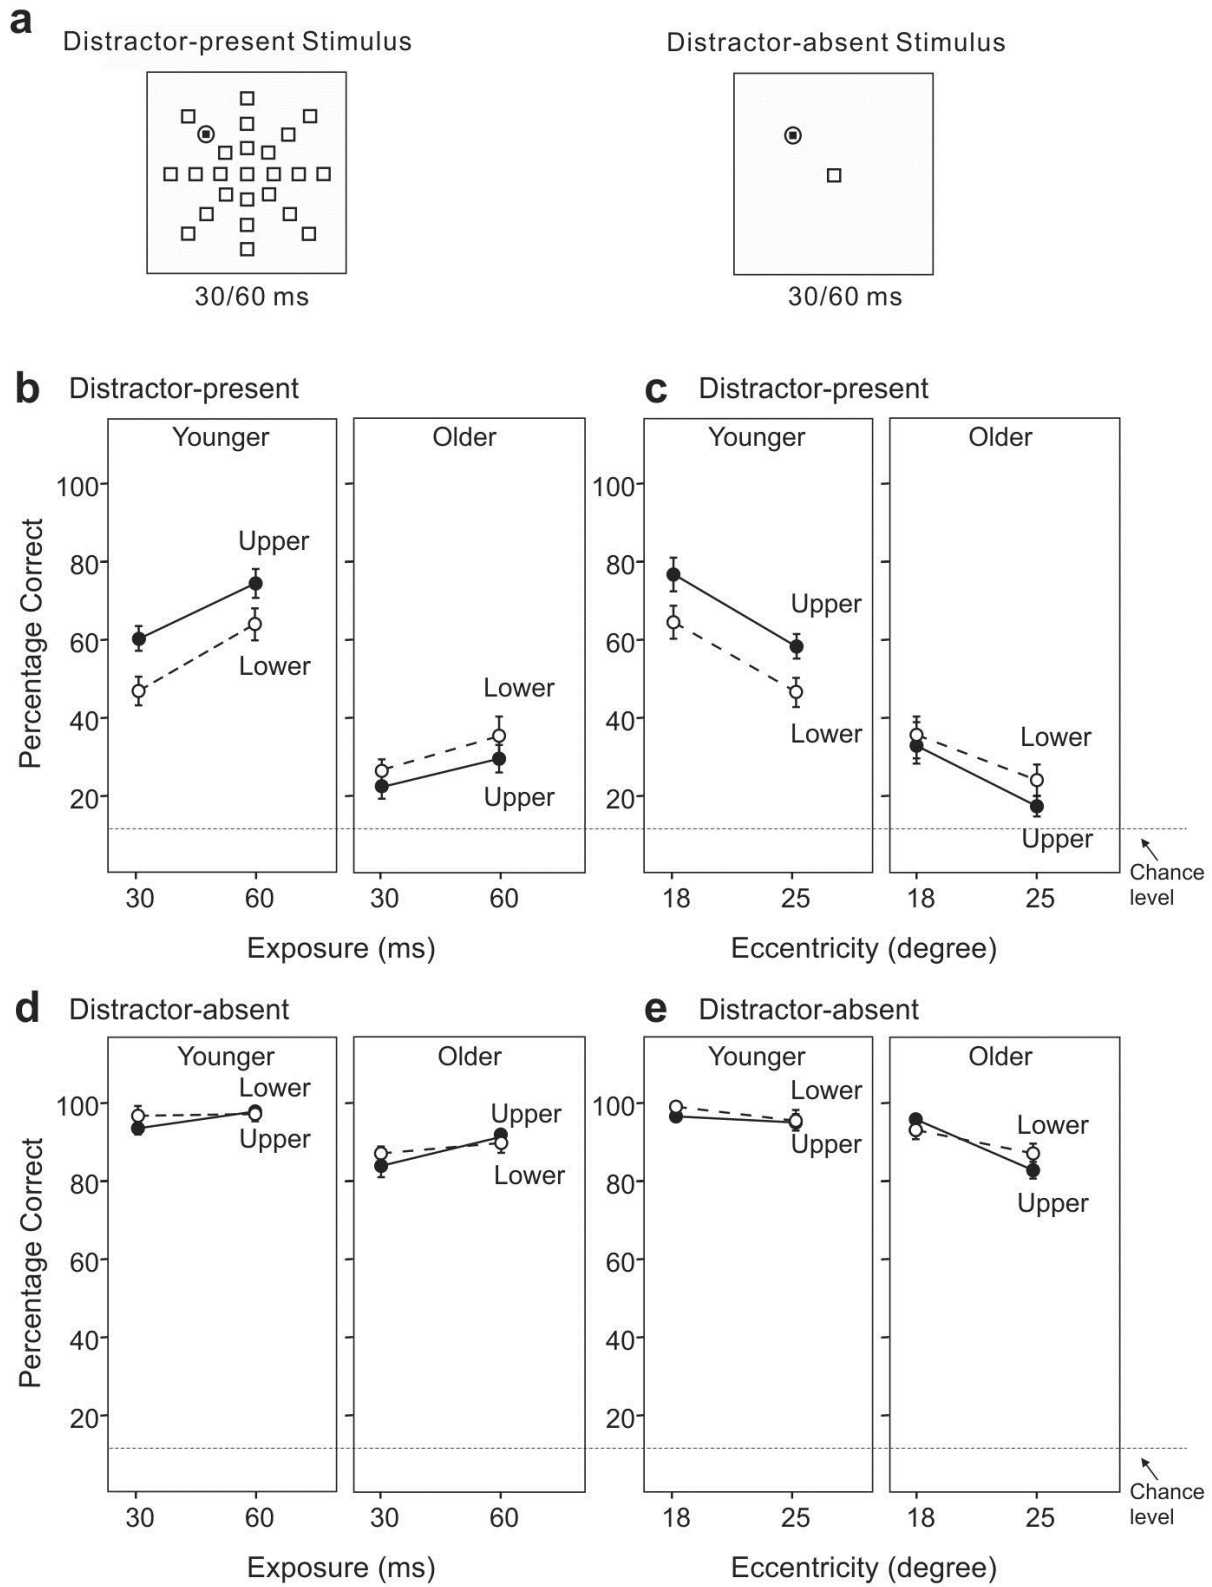 a
Distractor-present Stimulus
Distractor-absent Stimulus
30/60 ms
30/60 ms
b Distractor-present
c Distractor-present
Younger
Older
Younger
Older
Percentage Correct
100
80
60
40
20
Upper
Lower
Lower
Upper
100
80
60
40
20
Upper
Lower
Lower
Upper
Chance
level
30
60
30
60
18
25
18
25
Exposure (ms)
Eccentricity (degree)
d Distractor-absent
e Distractor-absent
Younger
Older
Younger
Older
Percentage Correct
100
80
60
40
20
Lower
Upper
Upper
Lower
100
80
60
40
20
Lower
Upper
Lower
Upper
Chance
level
30
60
30
60
18
25
18
25
Exposure (ms)
Eccentricity (degree)